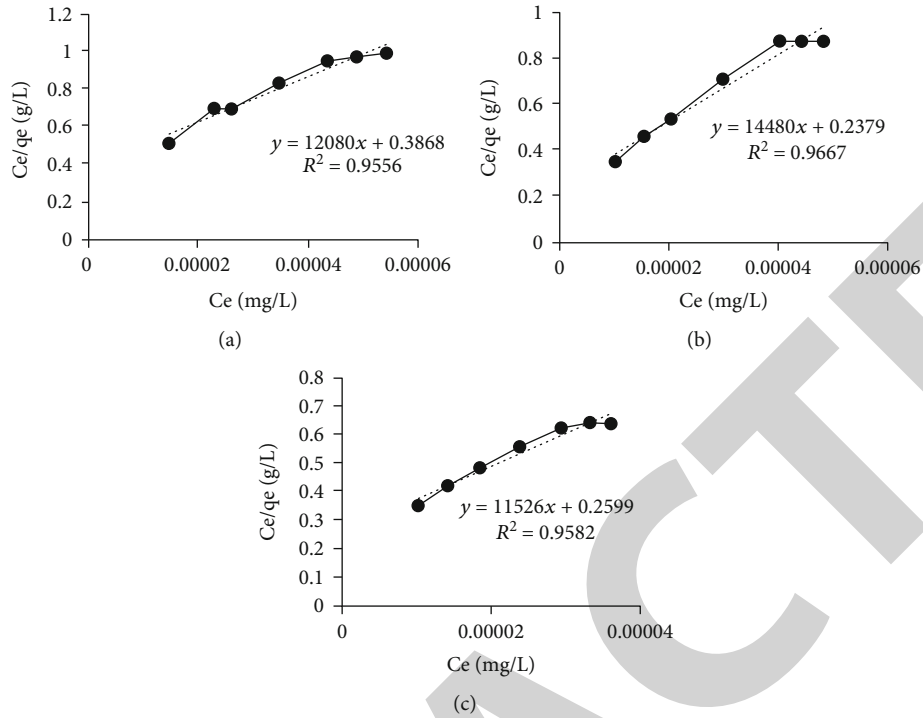 1.2
1
0.8
0.6
0.4
0.2
0
Ce/qe (g/L)
y = 12080x + 0.3868
R² = 0.9556
0 0.00002 0.00004 0.00006
Ce (mg/L)
(a)
1
0.8
0.6
0.4
0.2
0
Ce/qe (g/L)
y = 14480x + 0.2379
R² = 0.9667
0 0.00002 0.00004 0.00006
Ce (mg/L)
(b)
0.8
0.7
0.6
0.5
0.4
0.3
0.2
0.1
0
Ce/qe (g/L)
y = 11526x + 0.2599
R² = 0.9582
0 0.00002 0.00004
Ce (mg/L)
(c)